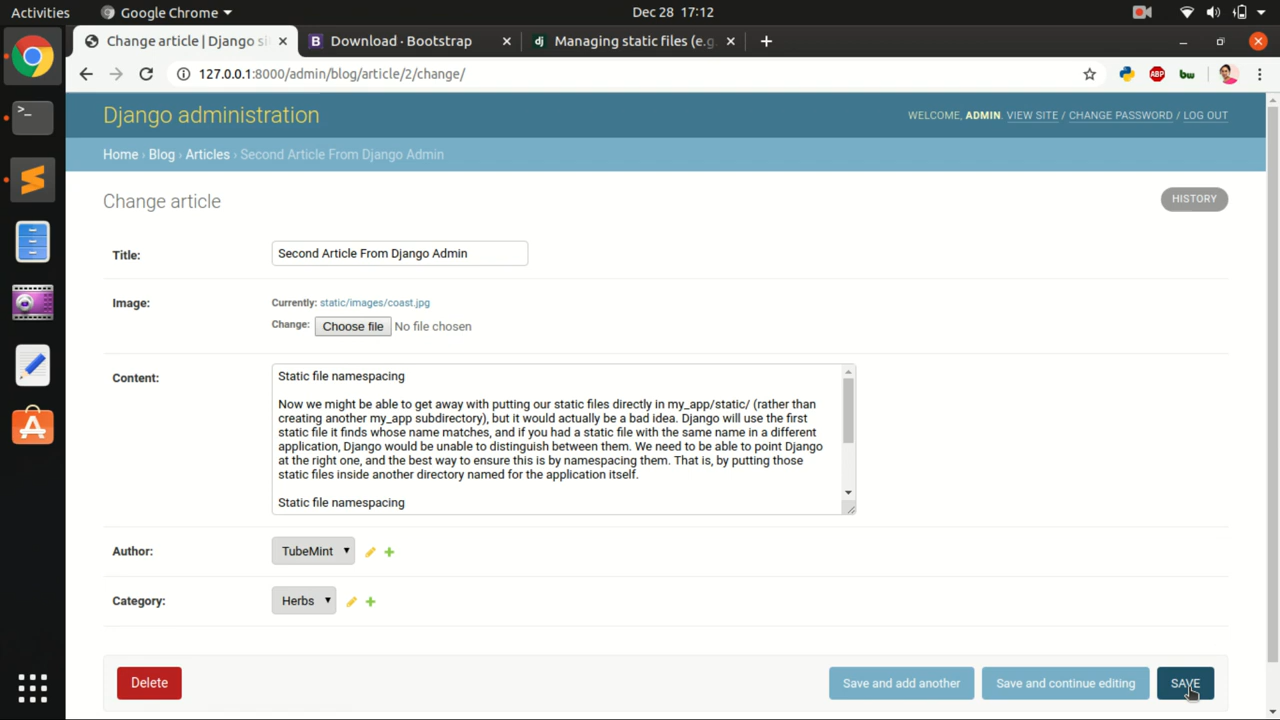 Activities Google Chrome Dec 28 17:12
Change article | Django si Download · Bootstrap Managing static files (e.g.
127.0.0.1:8000/admin/blog/article/2/change/
Django administration WELCOME, ADMIN. VIEW SITE / CHANGE PASSWORD / LOG OUT
Home › Blog › Articles › Second Article From Django Admin
Change article HISTORY
Title: Second Article From Django Admin
Image: Currently: static/images/coast.jpg
Change: Choose file No file chosen
Content: Static file namespacing
Now we might be able to get away with putting our static files directly in my_app/static/ (rather than
creating another my_app subdirectory), but it would actually be a bad idea. Django will use the first
static file it finds whose name matches, and if you had a static file with the same name in a different
application, Django would be unable to distinguish between them. We need to be able to point Django
at the right one, and the best way to ensure this is by namespacing them. That is, by putting those
static files inside another directory named for the application itself.
Static file namespacing
Author: TubeMint
Category: Herbs
Delete Save and add another Save and continue editing SAVE